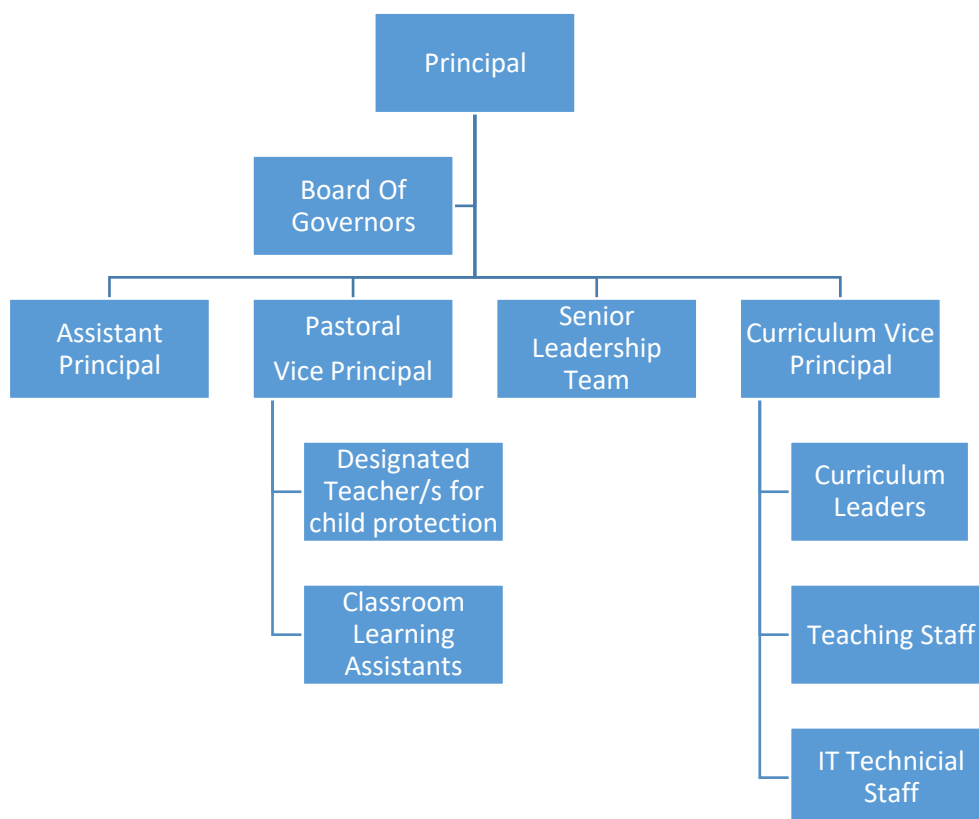 Principal
Board Of
Governors
Assistant
Principal
Pastoral
Vice Principal
Senior
Leadership
Team
Curriculum Vice
Principal
Designated
Teacher/s for
child protection
Classroom
Learning
Assistants
Curriculum
Leaders
Teaching Staff
IT Technicial
Staff